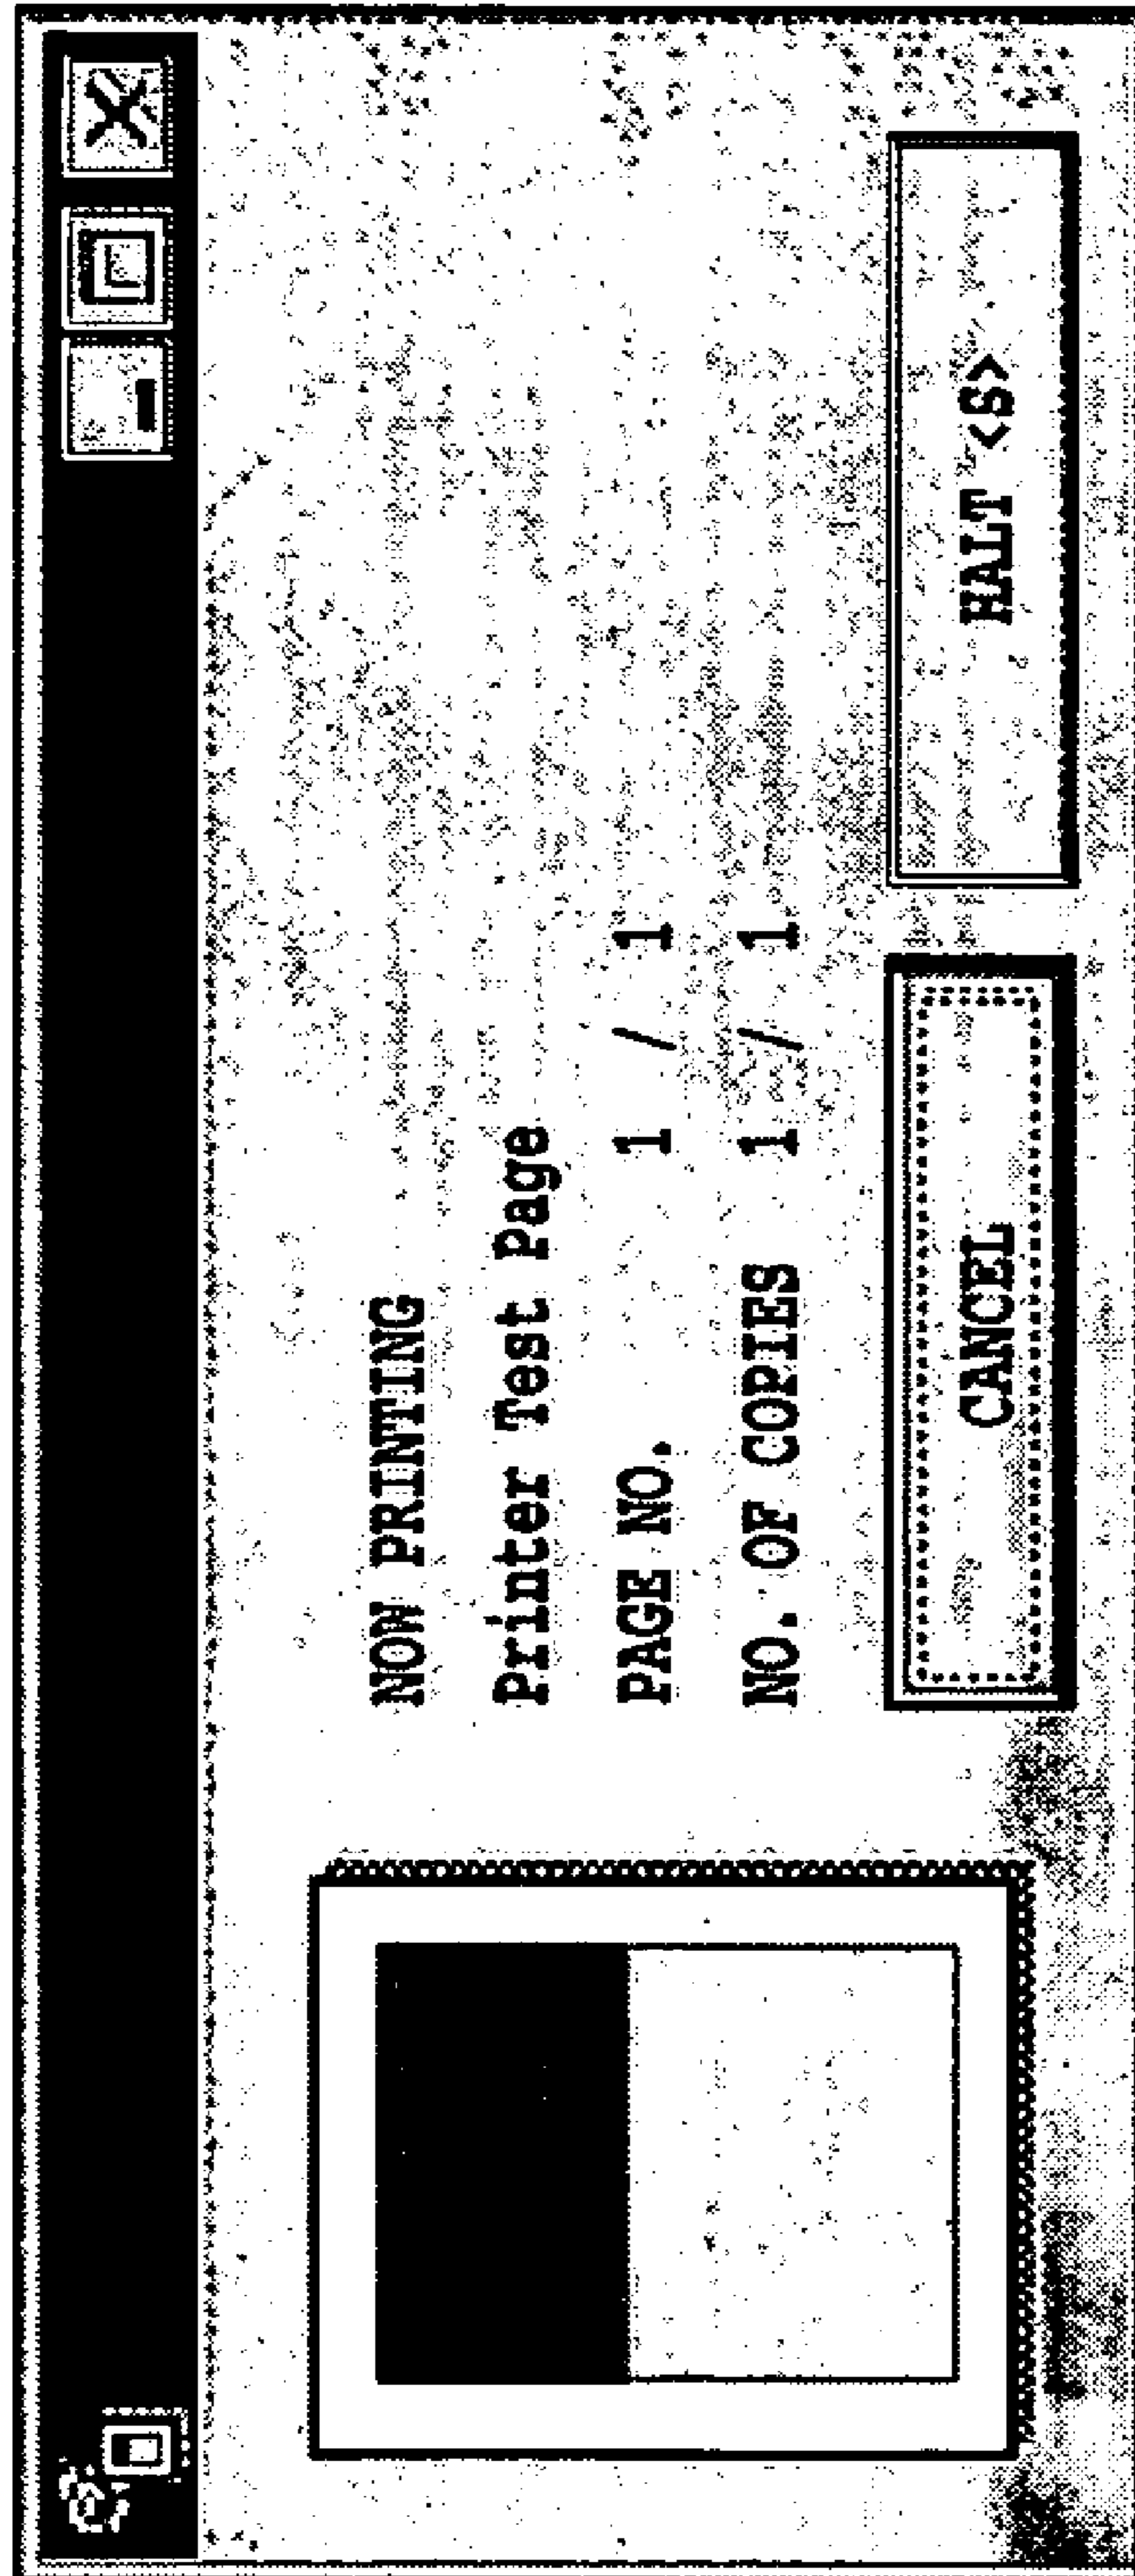 NOW PRINTING
Printer Test Page
PAGE NO. 1 / 1
NO. OF COPIES 1 / 1
CANCEL HALT <S>